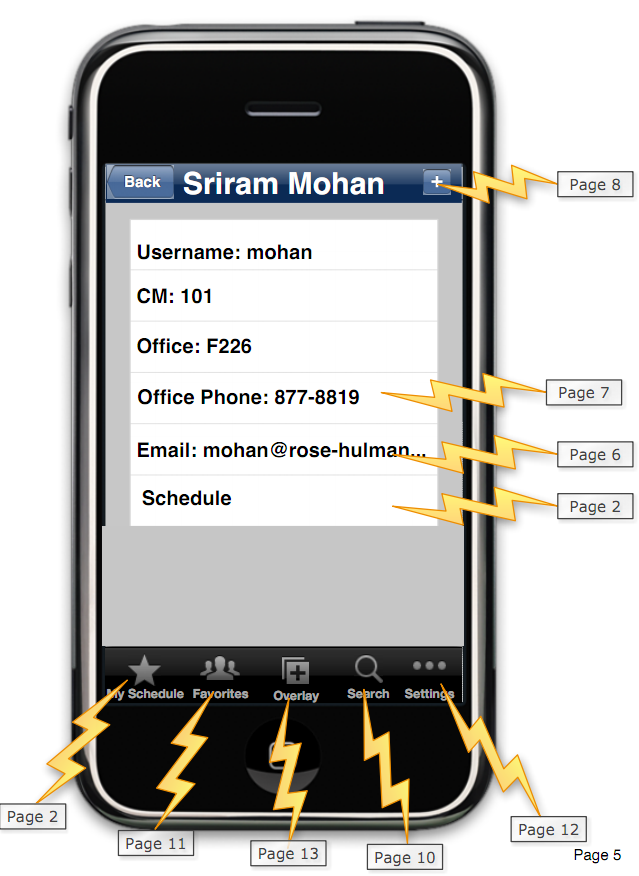 Back
Sriram Mohan
+
Page 8
Username: mohan
CM: 101
Office: F226
Office Phone: 877-8819
Page 7
Email: mohan@rose-hulman...
Page 6
Schedule
Page 2
My Schedule
Favorites
Overlay
Search
Settings
Page 2
Page 11
Page 13
Page 10
Page 12
Page 5